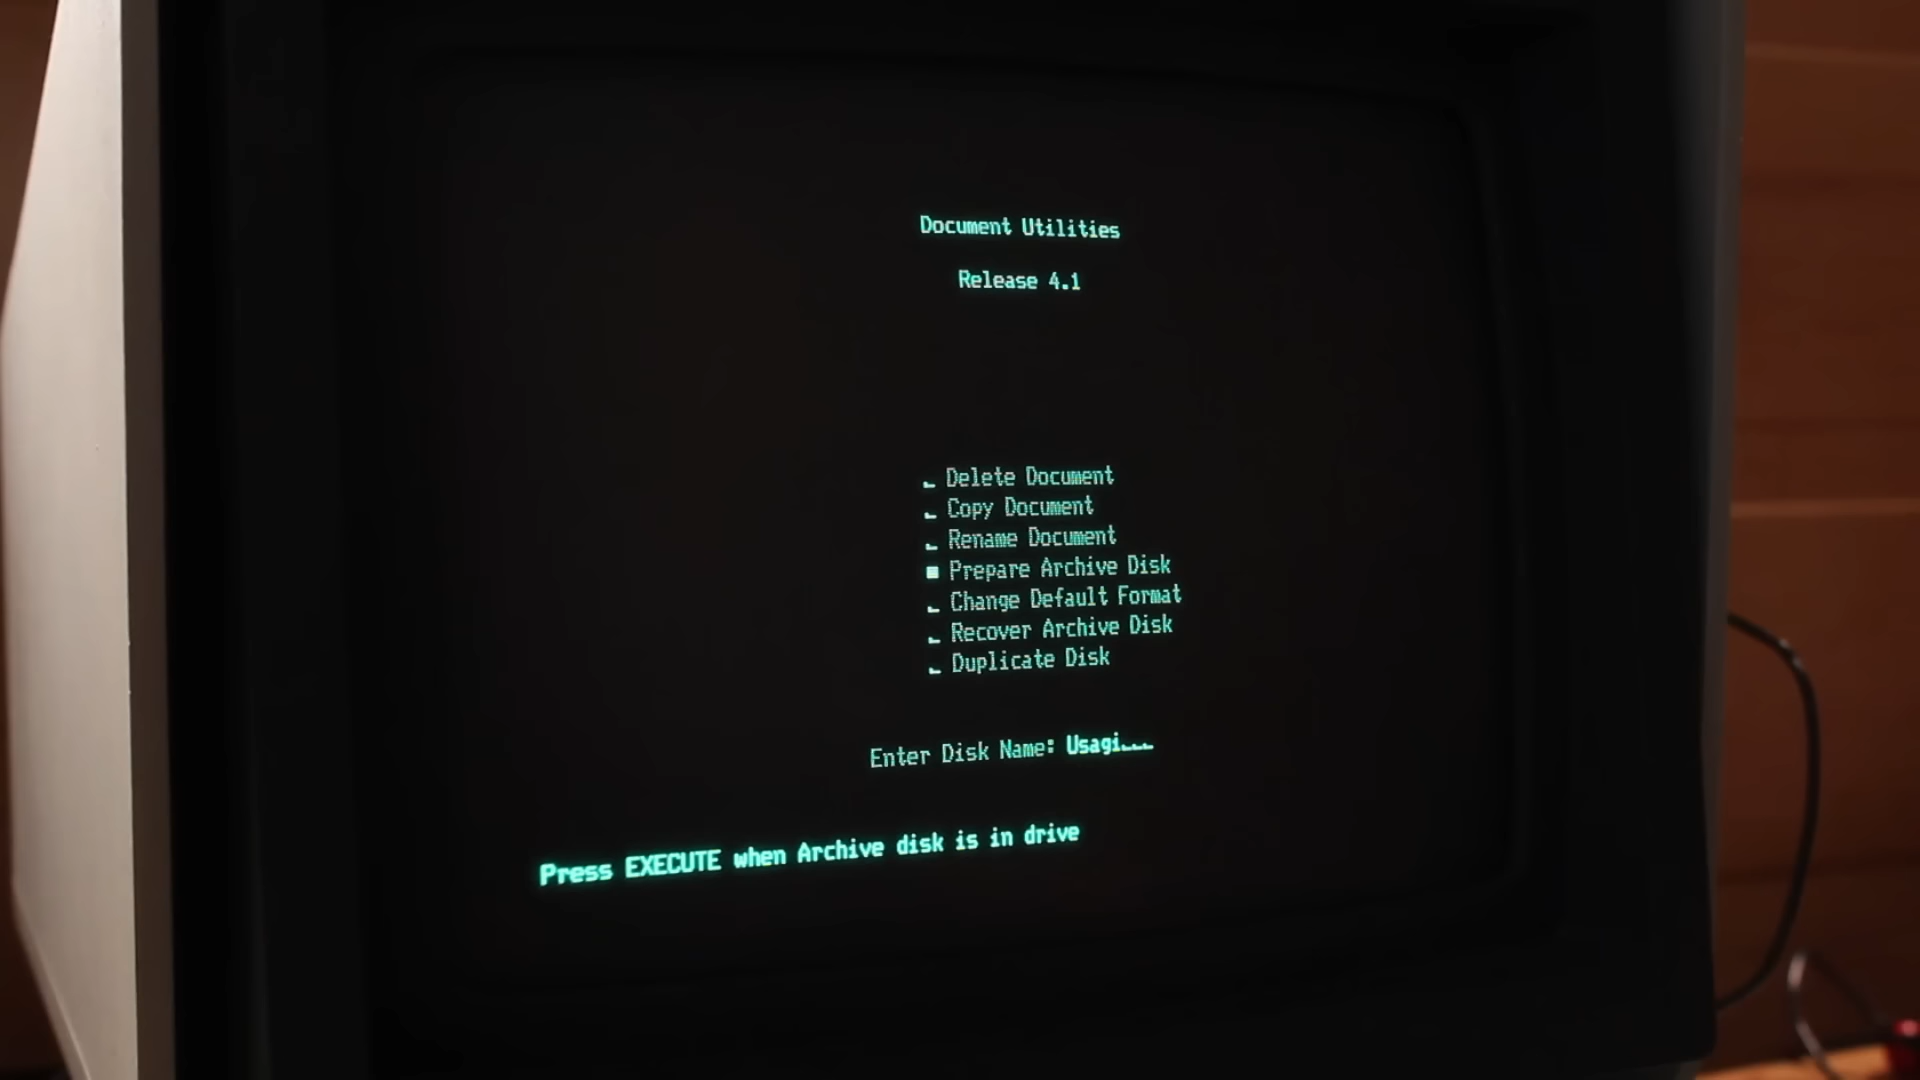 Document Utilities
Release 4.1
Delete Document
Copy Document
Rename Document
Prepare Archive Disk
Change Default Format
Recover Archive Disk
Duplicate Disk
Enter Disk Name: Usagi
Press EXECUTE when Archive disk is in drive